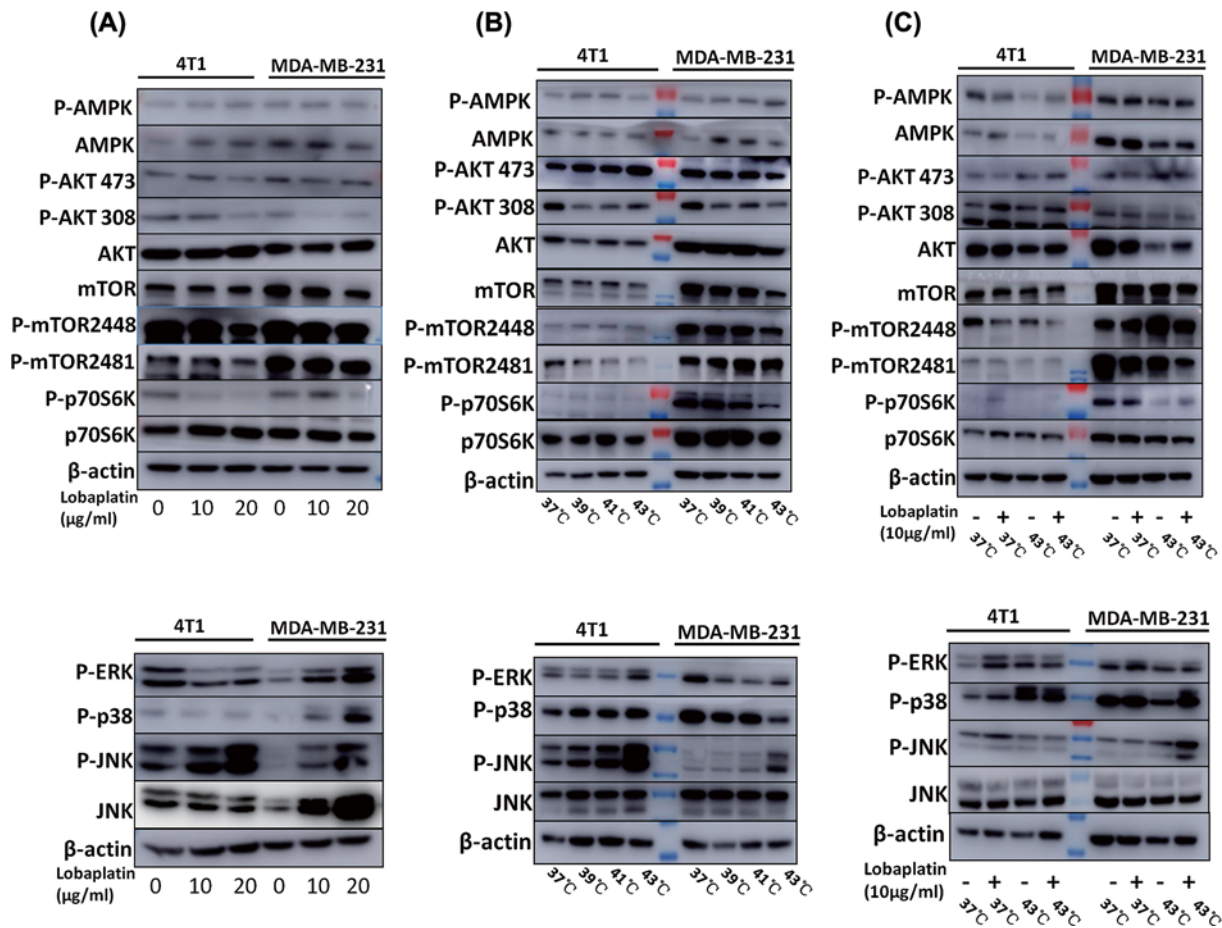 (A)
4T1 MDA-MB-231
P-AMPK
AMPK
P-AKT 473
P-AKT 308
AKT
mTOR
P-mTOR2448
P-mTOR2481
P-p70S6K
p70S6K
β-actin
Lobaplatin
(μg/ml)
0 10 20 0 10 20
(B)
4T1 MDA-MB-231
P-AMPK
AMPK
P-AKT 473
P-AKT 308
AKT
mTOR
P-mTOR2448
P-mTOR2481
P-p70S6K
p70S6K
β-actin
37℃ 39℃ 41℃ 43℃ 37℃ 39℃ 41℃ 43℃
(C)
4T1 MDA-MB-231
P-AMPK
AMPK
P-AKT 473
P-AKT 308
AKT
mTOR
P-mTOR2448
P-mTOR2481
P-p70S6K
p70S6K
β-actin
Lobaplatin - + - + - + - +
(10μg/ml)
37℃ 37℃ 43℃ 43℃ 37℃ 37℃ 43℃ 43℃
4T1 MDA-MB-231
P-ERK
P-p38
P-JNK
JNK
β-actin
Lobaplatin
(μg/ml)
0 10 20 0 10 20
4T1 MDA-MB-231
P-ERK
P-p38
P-JNK
JNK
β-actin
37℃ 39℃ 41℃ 43℃ 37℃ 39℃ 41℃ 43℃
4T1 MDA-MB-231
P-ERK
P-p38
P-JNK
JNK
β-actin
Lobaplatin - + - + - + - +
(10μg/ml)
37℃ 37℃ 43℃ 43℃ 37℃ 37℃ 43℃ 43℃